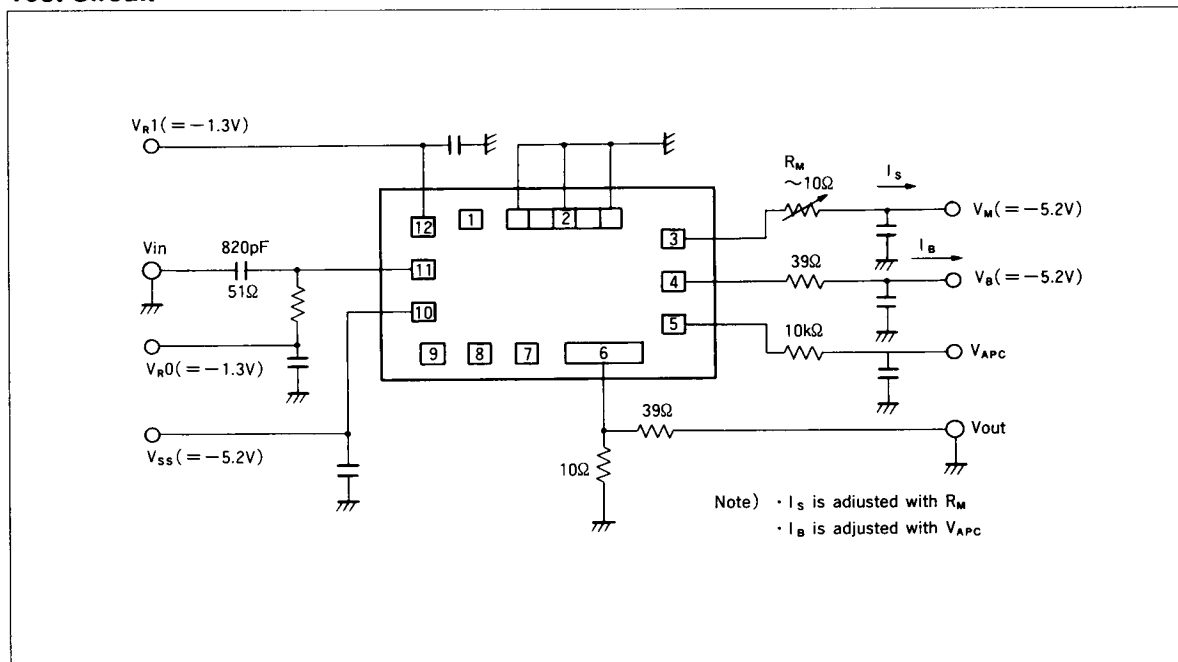 V_R1(=−1.3V)
R_M
~10Ω
I_S
V_M(=−5.2V)
12
1
2
3
Vin
820pF
51Ω
11
39Ω
I_B
V_B(=−5.2V)
4
10
5
10kΩ
V_APC
V_R0(=−1.3V)
9
8
7
6
39Ω
Vout
V_SS(=−5.2V)
10Ω
Note) ・I_S is adiusted with R_M
・I_B is adjusted with V_APC